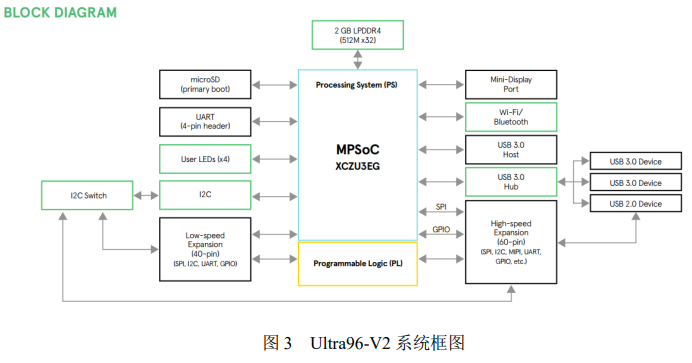 BLOCK DIAGRAM
2 GB LPDDR4
(512M x32)
microSD
(primary boot)
UART
(4-pin header)
User LEDs (x4)
I2C Switch
I2C
Low-speed
Expansion
(40-pin)
(SPI, I2C, UART, GPIO)
Processing System (PS)
MPSoC
XCZU3EG
Programmable Logic (PL)
Mini-Display
Port
Wi-Fi/
Bluetooth
USB 3.0
Host
USB 3.0
Hub
SPI
GPIO
High-speed
Expansion
(60-pin)
(SPI, I2C, MIPI, UART,
GPIO, etc.)
USB 3.0 Device
USB 3.0 Device
USB 2.0 Device
图 3 Ultra96-V2 系统框图